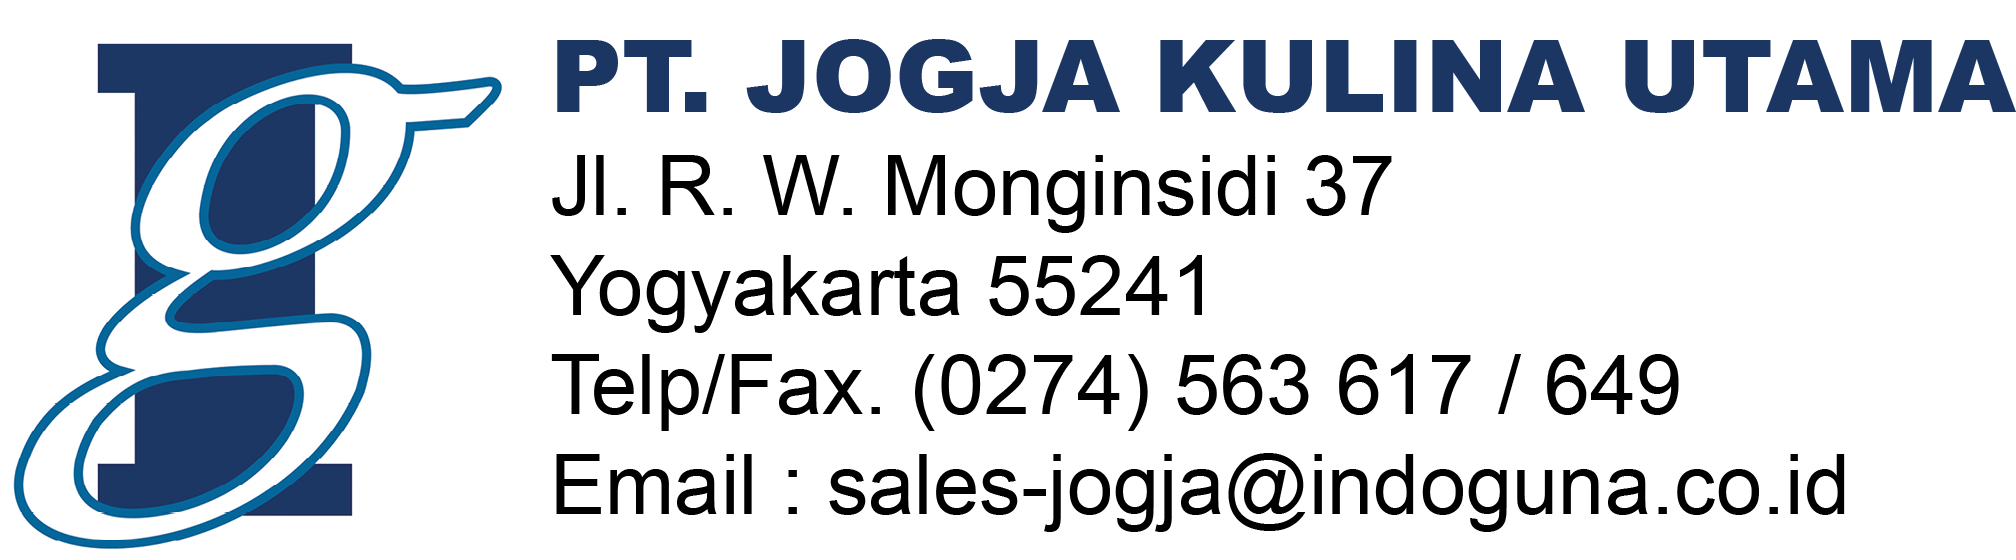 Ig
PT. JOGJA KULINA UTAMA
Jl. R. W. Monginsidi 37
Yogyakarta 55241
Telp/Fax. (0274) 563 617 / 649
Email : sales-jogja@indoguna.co.id